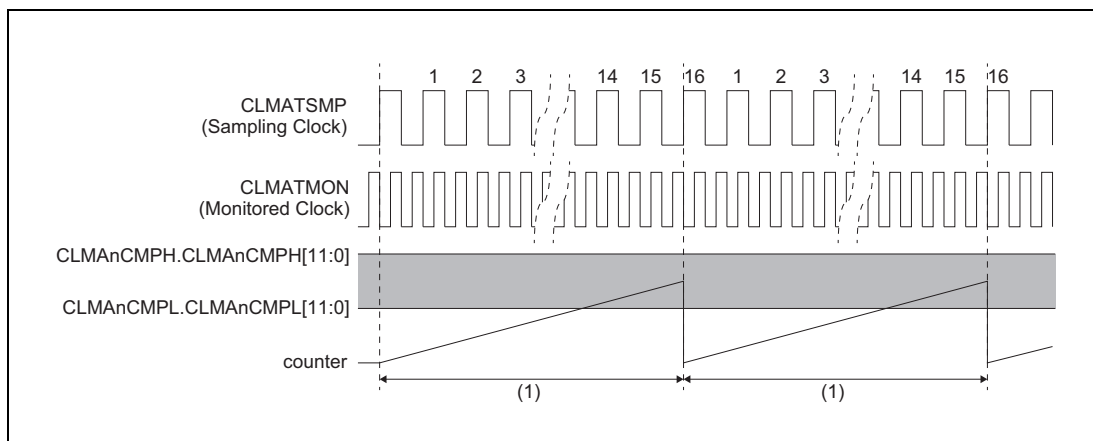 1 2 3 14 15 16 1 2 3 14 15 16
CLMATSMP
(Sampling Clock)
CLMATMON
(Monitored Clock)
CLMAnCMPH.CLMAnCMPH[11:0]
CLMAnCMPL.CLMAnCMPL[11:0]
counter
(1) (1)